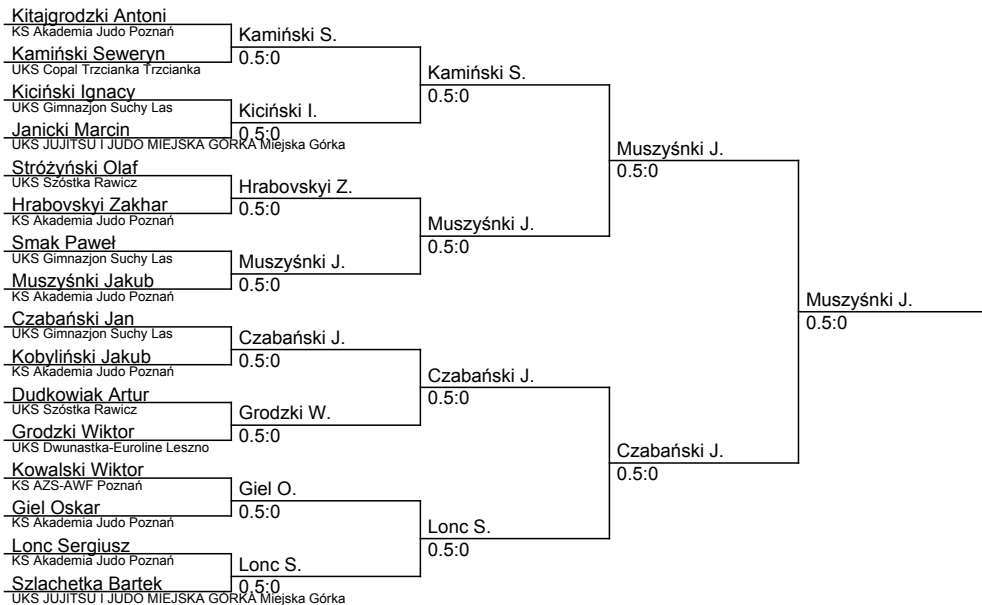 Kitajgrodzki Antoni
KS Akademia Judo Poznań
Kamiński S.
Kamiński Seweryn
0.5:0
UKS Copal Trzcianka Trzcianka
Kamiński S.
Kiciński Ignacy
0.5:0
UKS Gimnazjon Suchy Las
Kiciński I.
Janicki Marcin
0.5:0
UKS JUJITSU I JUDO MIEJSKA GÓRKA Miejska Górka
Muszyśnki J.
Stróżyński Olaf
0.5:0
UKS Szóstka Rawicz
Hrabovskyi Z.
Hrabovskyi Zakhar
0.5:0
KS Akademia Judo Poznań
Muszyśnki J.
Smak Paweł
0.5:0
UKS Gimnazjon Suchy Las
Muszyśnki J.
Muszyśnki Jakub
0.5:0
KS Akademia Judo Poznań
Muszyśnki J.
Czabański Jan
0.5:0
UKS Gimnazjon Suchy Las
Czabański J.
Kobyliński Jakub
0.5:0
KS Akademia Judo Poznań
Czabański J.
Dudkowiak Artur
0.5:0
UKS Szóstka Rawicz
Grodzki W.
Grodzki Wiktor
0.5:0
UKS Dwunastka-Euroline Leszno
Czabański J.
Kowalski Wiktor
0.5:0
KS AZS-AWF Poznań
Giel O.
Giel Oskar
0.5:0
KS Akademia Judo Poznań
Lonc S.
Lonc Sergiusz
0.5:0
KS Akademia Judo Poznań
Lonc S.
Szlachetka Bartek
0.5:0
UKS JUJITSU I JUDO MIEJSKA GÓRKA Miejska Górka